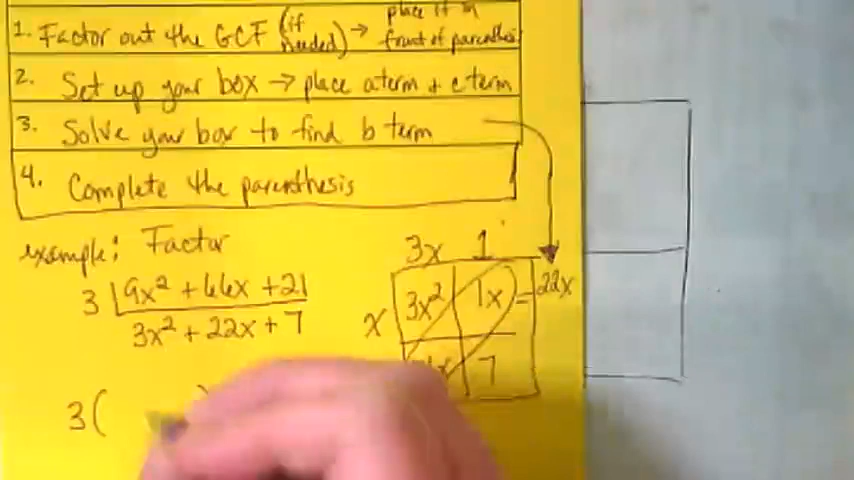 1. Factor out the GCF (if needed) → place it in front of parenthesis
2. Set up your box → place a term + c term
3. Solve your box to find b term
4. Complete the parenthesis
example: Factor
3x 1
3 9x² + 66x + 21
3x² 1x = 22x
x
3x² + 22x + 7
7
3( )